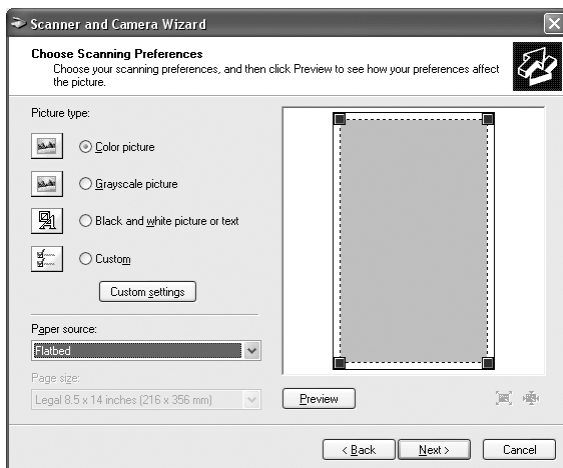 Scanner and Camera Wizard
Choose Scanning Preferences
Choose your scanning preferences, and then click Preview to see how your preferences affect
the picture.
Picture type:
Color picture
Grayscale picture
Black and white picture or text
Custom
Custom settings
Paper source:
Flatbed
Page size:
Legal 8.5 x 14 inches (216 x 356 mm)
Preview
< Back
Next >
Cancel